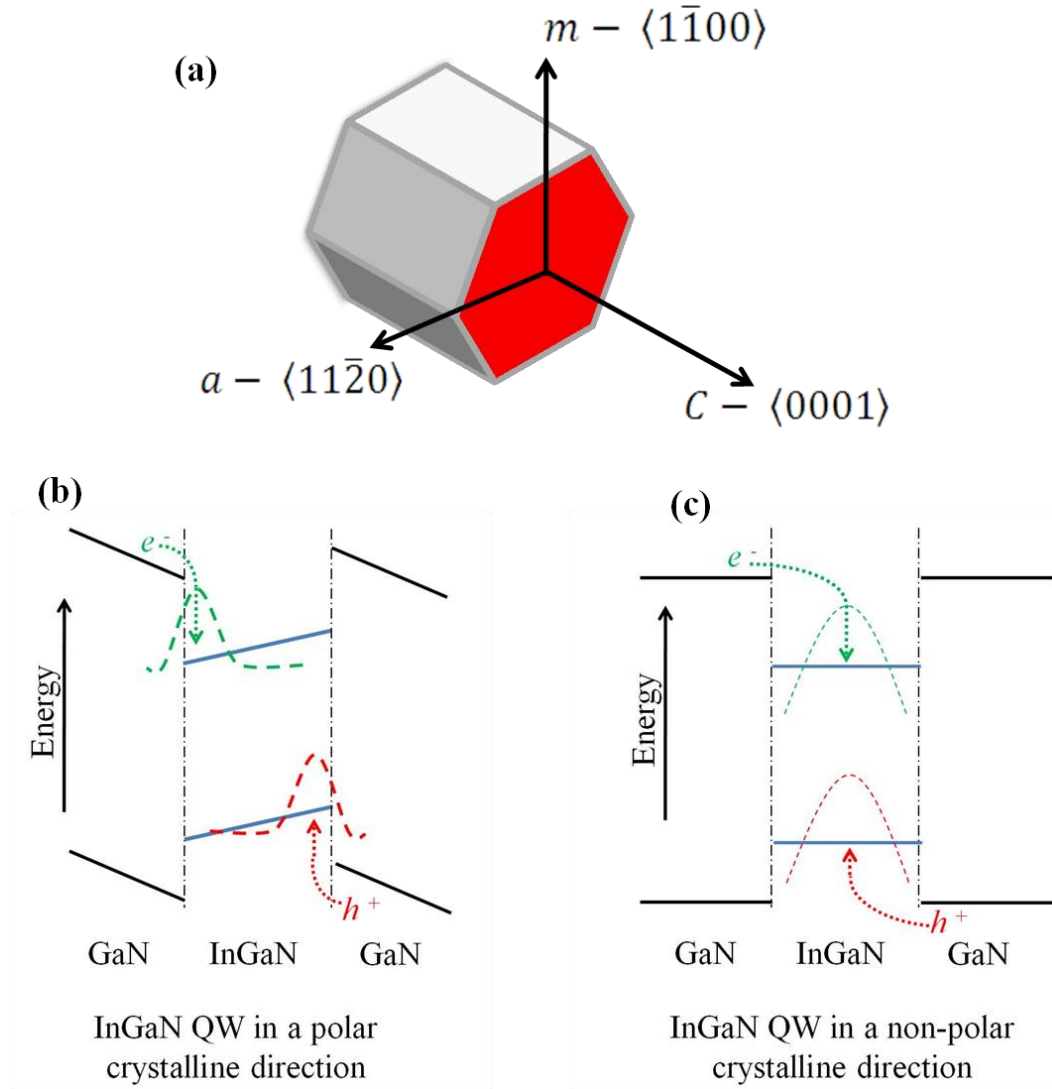 m − ⟨11̄00⟩
(a)
a − ⟨112̄0⟩
C − ⟨0001⟩
(b)
(c)
e-
e-
Energy
Energy
h+
h+
GaN InGaN GaN
GaN InGaN GaN
InGaN QW in a polar
crystalline direction
InGaN QW in a non-polar
crystalline direction